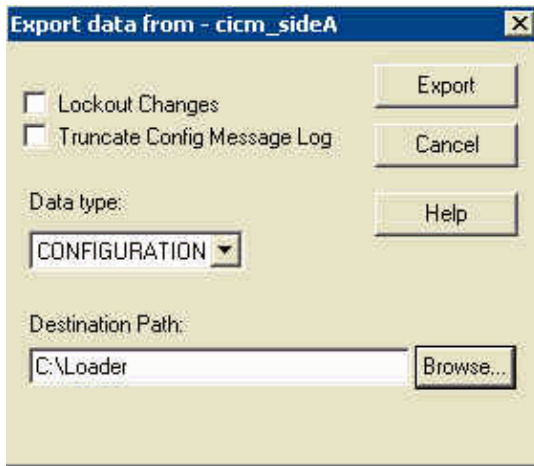 Export data from - cicm_sideA
Lockout Changes
Truncate Config Message Log
Export
Cancel
Help
Data type:
CONFIGURATION
Destination Path:
C:\Loader
Browse...